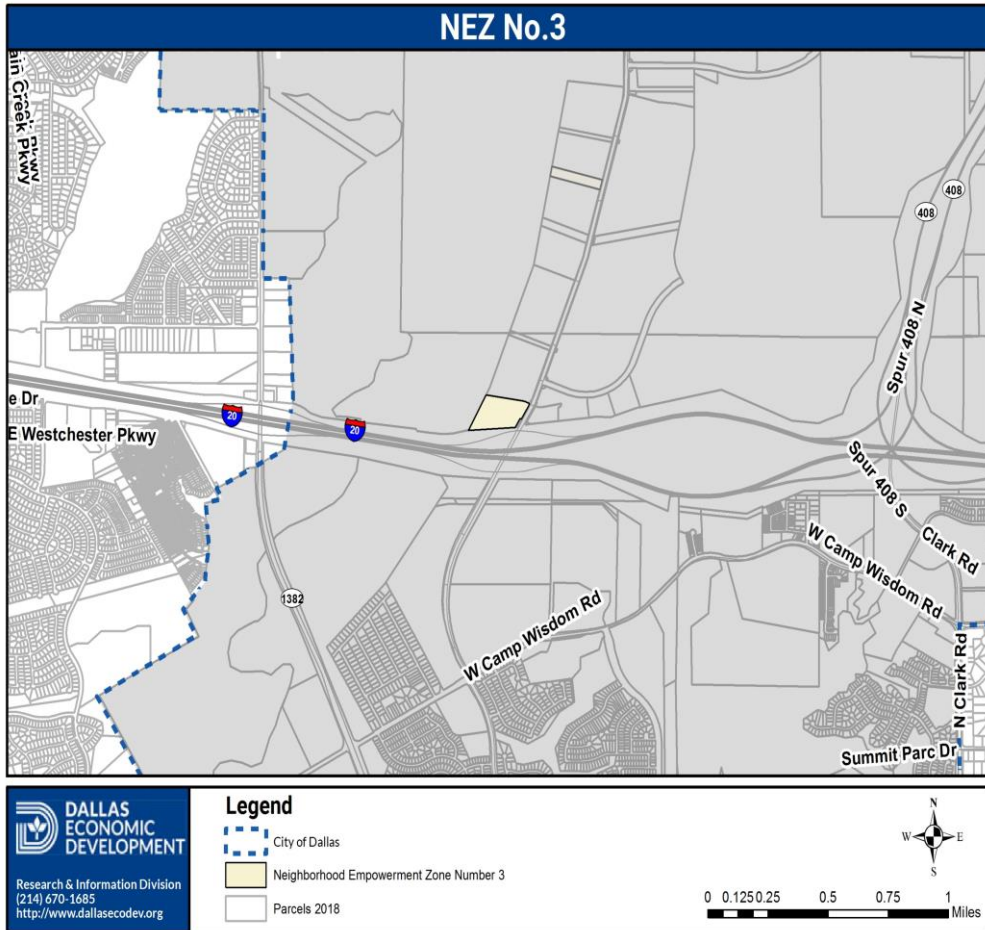 NEZ No.3
ain Creek Pkwy
Creek Pkwy
408
408
Spur 408 N
20
20
e Dr
E Westchester Pkwy
Spur 408 S
Clark Rd
W Camp Wisdom Rd
1382
W Camp Wisdom Rd
N Clark Rd
Summit Parc Dr
DALLAS
ECONOMIC
DEVELOPMENT
Research & Information Division
(214) 670-1685
http://www.dallasecodev.org
Legend
City of Dallas
Neighborhood Empowerment Zone Number 3
Parcels 2018
N
W E
S
0 0.125 0.25 0.5 0.75 1
Miles